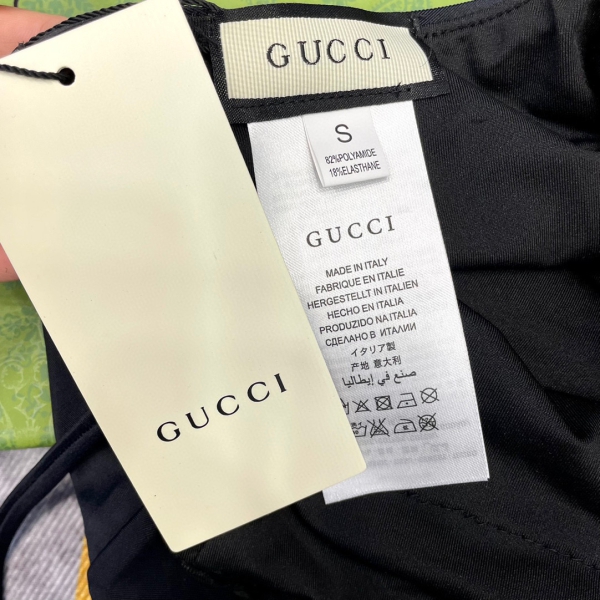 GUCCI
S
82%POLYAMIDE
18%ELASTHANE
GUCCI
MADE IN ITALY
FABRIQUE EN ITALIE
HERGESTELLT IN ITALIEN
HECHO EN ITALIA
PRODUZIDO NA ITALIA
СДЕЛАНО В ИТАЛИИ
イタリア製
产地 意大利
صنع في إيطاليا
GUCCI